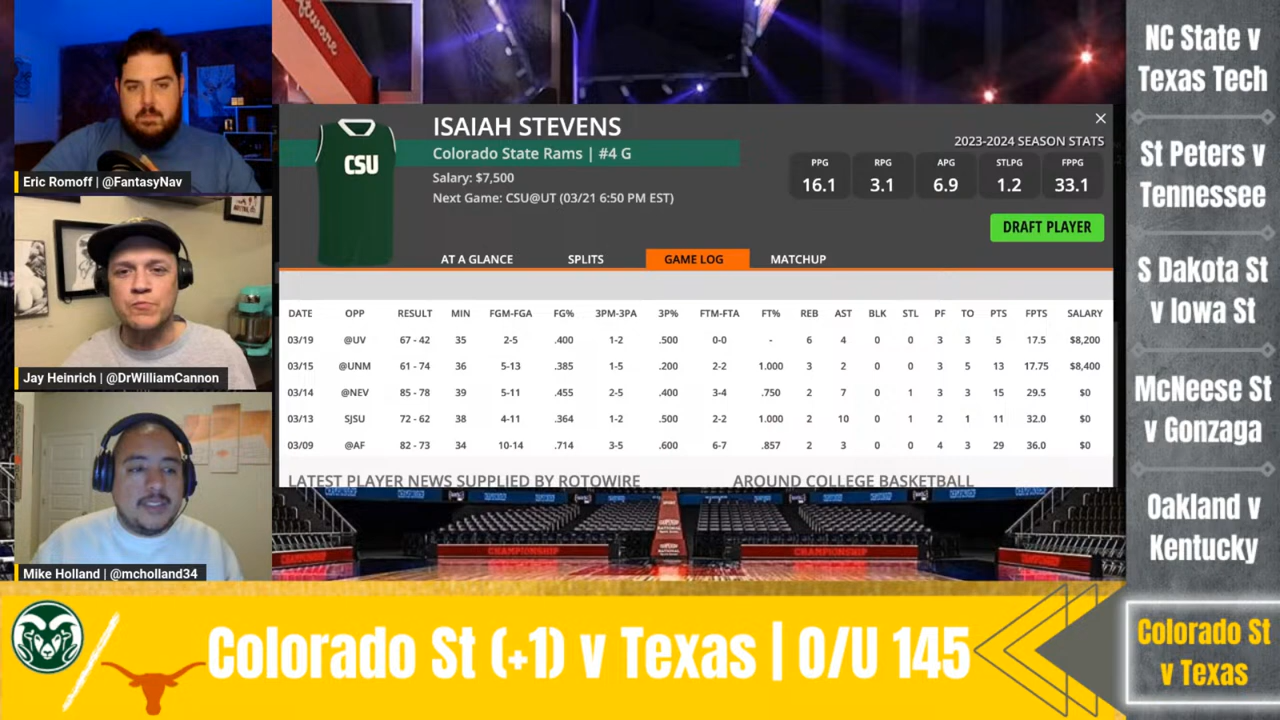 Eric Romoff | @FantasyNav
Jay Heinrich | @DrWilliamCannon
Mike Holland | @mcholland34
CSU
ISAIAH STEVENS
Colorado State Rams | #4 G
Salary: $7,500
Next Game: CSU@UT (03/21 6:50 PM EST)
2023-2024 SEASON STATS
PPG RPG APG STLPG FPPG
16.1 3.1 6.9 1.2 33.1
DRAFT PLAYER
AT A GLANCE SPLITS GAME LOG MATCHUP
DATE OPP RESULT MIN FGM-FGA FG% 3PM-3PA 3P% FTM-FTA FT% REB AST BLK STL PF TO PTS FPTS SALARY
03/19 @UV 67 - 42 35 2-5 .400 1-2 .500 0-0 - 6 4 0 0 3 3 5 17.5 $8,200
03/15 @UNM 61 - 74 36 5-13 .385 1-5 .200 2-2 1.000 3 2 0 0 3 5 13 17.75 $8,400
03/14 @NEV 85 - 78 39 5-11 .455 2-5 .400 3-4 .750 2 7 0 1 3 3 15 29.5 $0
03/13 SJSU 72 - 62 38 4-11 .364 1-2 .500 2-2 1.000 2 10 0 1 2 1 11 32.0 $0
03/09 @AF 82 - 73 34 10-14 .714 3-5 .600 6-7 .857 2 3 0 0 4 3 29 36.0 $0
LATEST PLAYER NEWS SUPPLIED BY ROTOWIRE AROUND COLLEGE BASKETBALL
CHAMPIONSHIP
CHAMPIONSHIP
NC State v
Texas Tech
St Peters v
Tennessee
S Dakota St
v Iowa St
McNeese St
v Gonzaga
Oakland v
Kentucky
Colorado St
v Texas
Colorado St (+1) v Texas | O/U 145